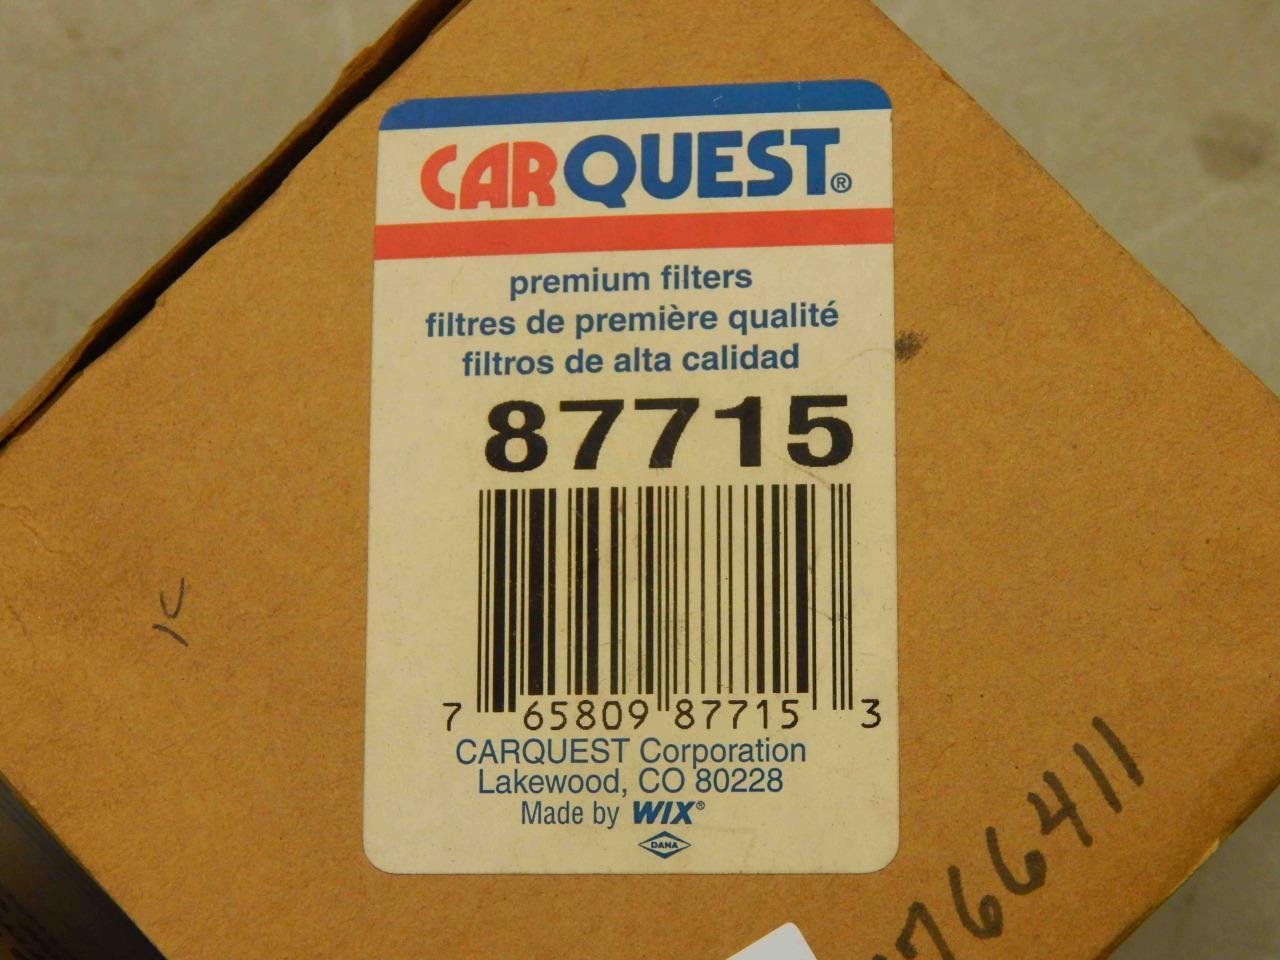 CARQUEST®
premium filters
filtres de première qualité
filtros de alta calidad
87715
7 65809 87715 3
CARQUEST Corporation
Lakewood, CO 80228
Made by WIX®
DANA
766411